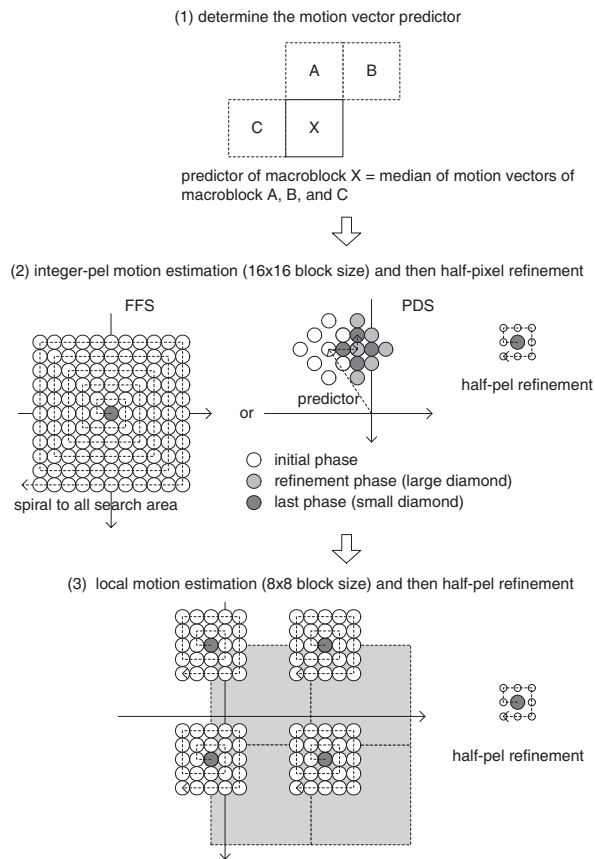 (1) determine the motion vector predictor
A
B
C
X
predictor of macroblock X = median of motion vectors of
macroblock A, B, and C
(2) integer-pel motion estimation (16x16 block size) and then half-pixel refinement
FFS
PDS
half-pel refinement
predictor
or
initial phase
refinement phase (large diamond)
last phase (small diamond)
spiral to all search area
(3) local motion estimation (8x8 block size) and then half-pel refinement
half-pel refinement